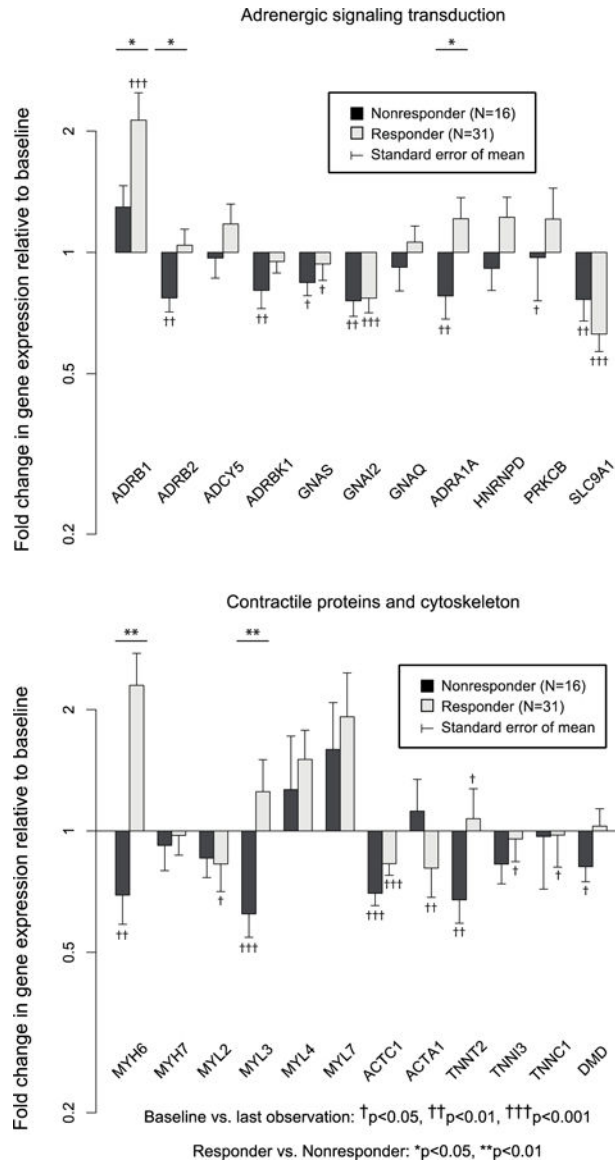 Adrenergic signaling transduction
* * *
†††
Nonresponder (N=16)
Responder (N=31)
Standard error of mean
Fold change in gene expression relative to baseline
2
1
0.5
0.2
†† †† † † †† ††† †† † †† †††
ADRB1 ADRB2 ADCY5 ADRBK1 GNAS GNAI2 GNAQ ADRA1A HNRNPD PRKCB SLC9A1
Contractile proteins and cytoskeleton
** **
Nonresponder (N=16)
Responder (N=31)
Standard error of mean
Fold change in gene expression relative to baseline
2
1
0.5
0.2
†
†† † ††† ††† ††† †† †† † † †
MYH6 MYH7 MYL2 MYL3 MYL4 MYL7 ACTC1 ACTA1 TNNT2 TNNI3 TNNC1 DMD
Baseline vs. last observation: †p<0.05, ††p<0.01, †††p<0.001
Responder vs. Nonresponder: *p<0.05, **p<0.01